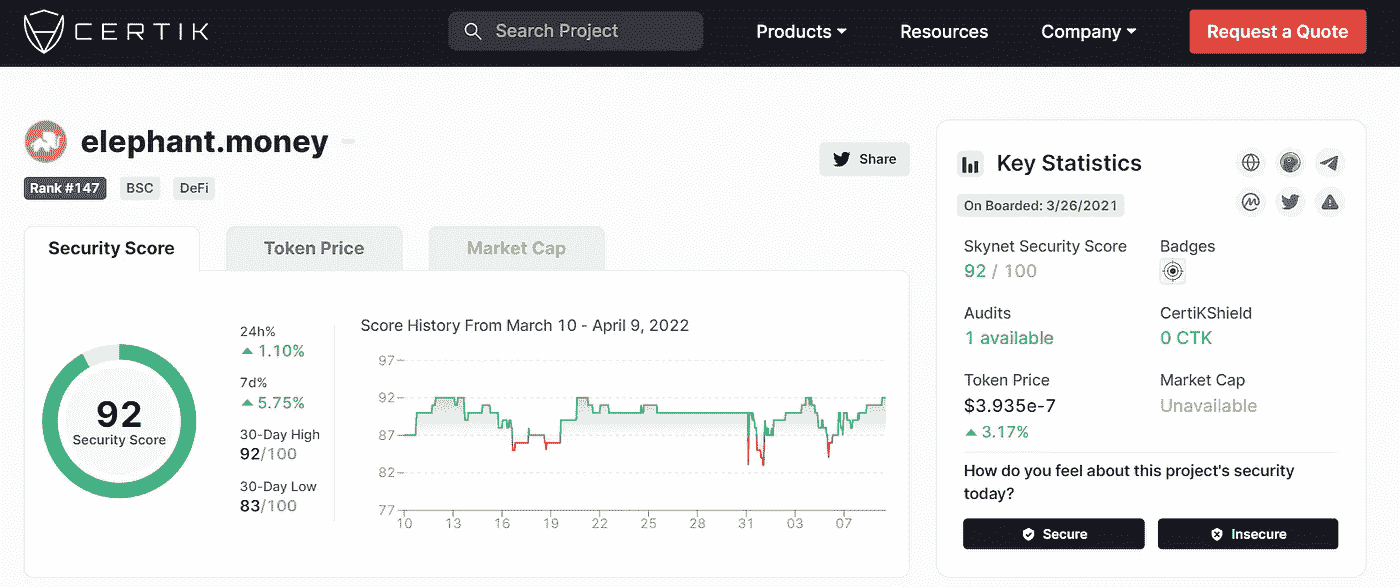 CERTIK
Search Project
Products
Resources
Company
Request a Quote
elephant.money
Rank #147
BSC
DeFi
Share
Security Score
Token Price
Market Cap
92
Security Score
24h%
1.10%
7d%
5.75%
30-Day High
92/100
30-Day Low
83/100
Score History From March 10 - April 9, 2022
97
92
87
82
77
10 13 16 19 22 25 28 31 03 07
Key Statistics
On Boarded: 3/26/2021
Skynet Security Score
92 / 100
Badges
Audits
1 available
CertiKShield
0 CTK
Token Price
$3.935e-7
3.17%
Market Cap
Unavailable
How do you feel about this project's security
today?
Secure
Insecure